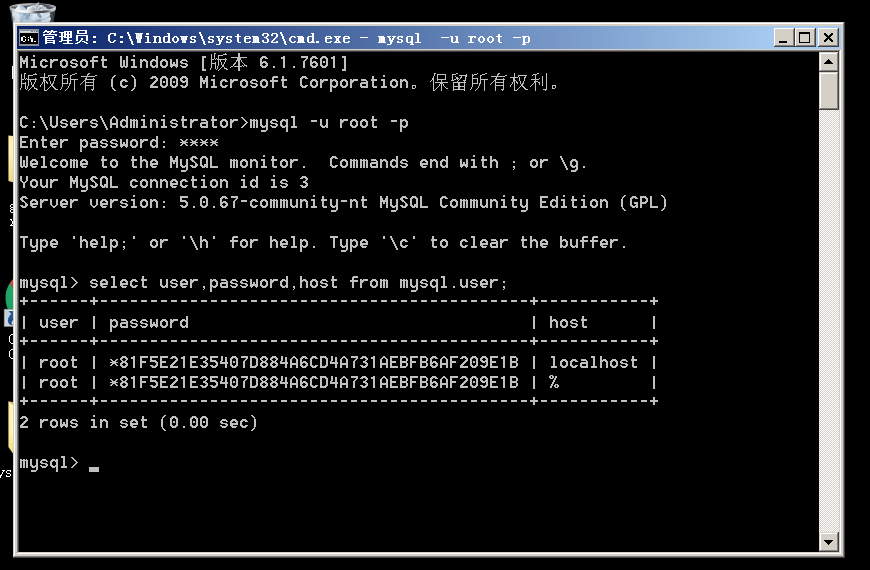 管理员: C:\Windows\system32\cmd.exe - mysql  -u root -p
Microsoft Windows [版本 6.1.7601]
版权所有 (c) 2009 Microsoft Corporation。保留所有权利。
C:\Users\Administrator>mysql -u root -p
Enter password: ****
Welcome to the MySQL monitor.  Commands end with ; or \g.
Your MySQL connection id is 3
Server version: 5.0.67-community-nt MySQL Community Edition (GPL)
Type 'help;' or '\h' for help. Type '\c' to clear the buffer.
mysql> select user,password,host from mysql.user;
+------+-------------------------------------------+-----------+
| user | password                                  | host      |
+------+-------------------------------------------+-----------+
| root | *81F5E21E35407D884A6CD4A731AEBFB6AF209E1B | localhost |
| root | *81F5E21E35407D884A6CD4A731AEBFB6AF209E1B | %         |
+------+-------------------------------------------+-----------+
2 rows in set (0.00 sec)
mysql> _